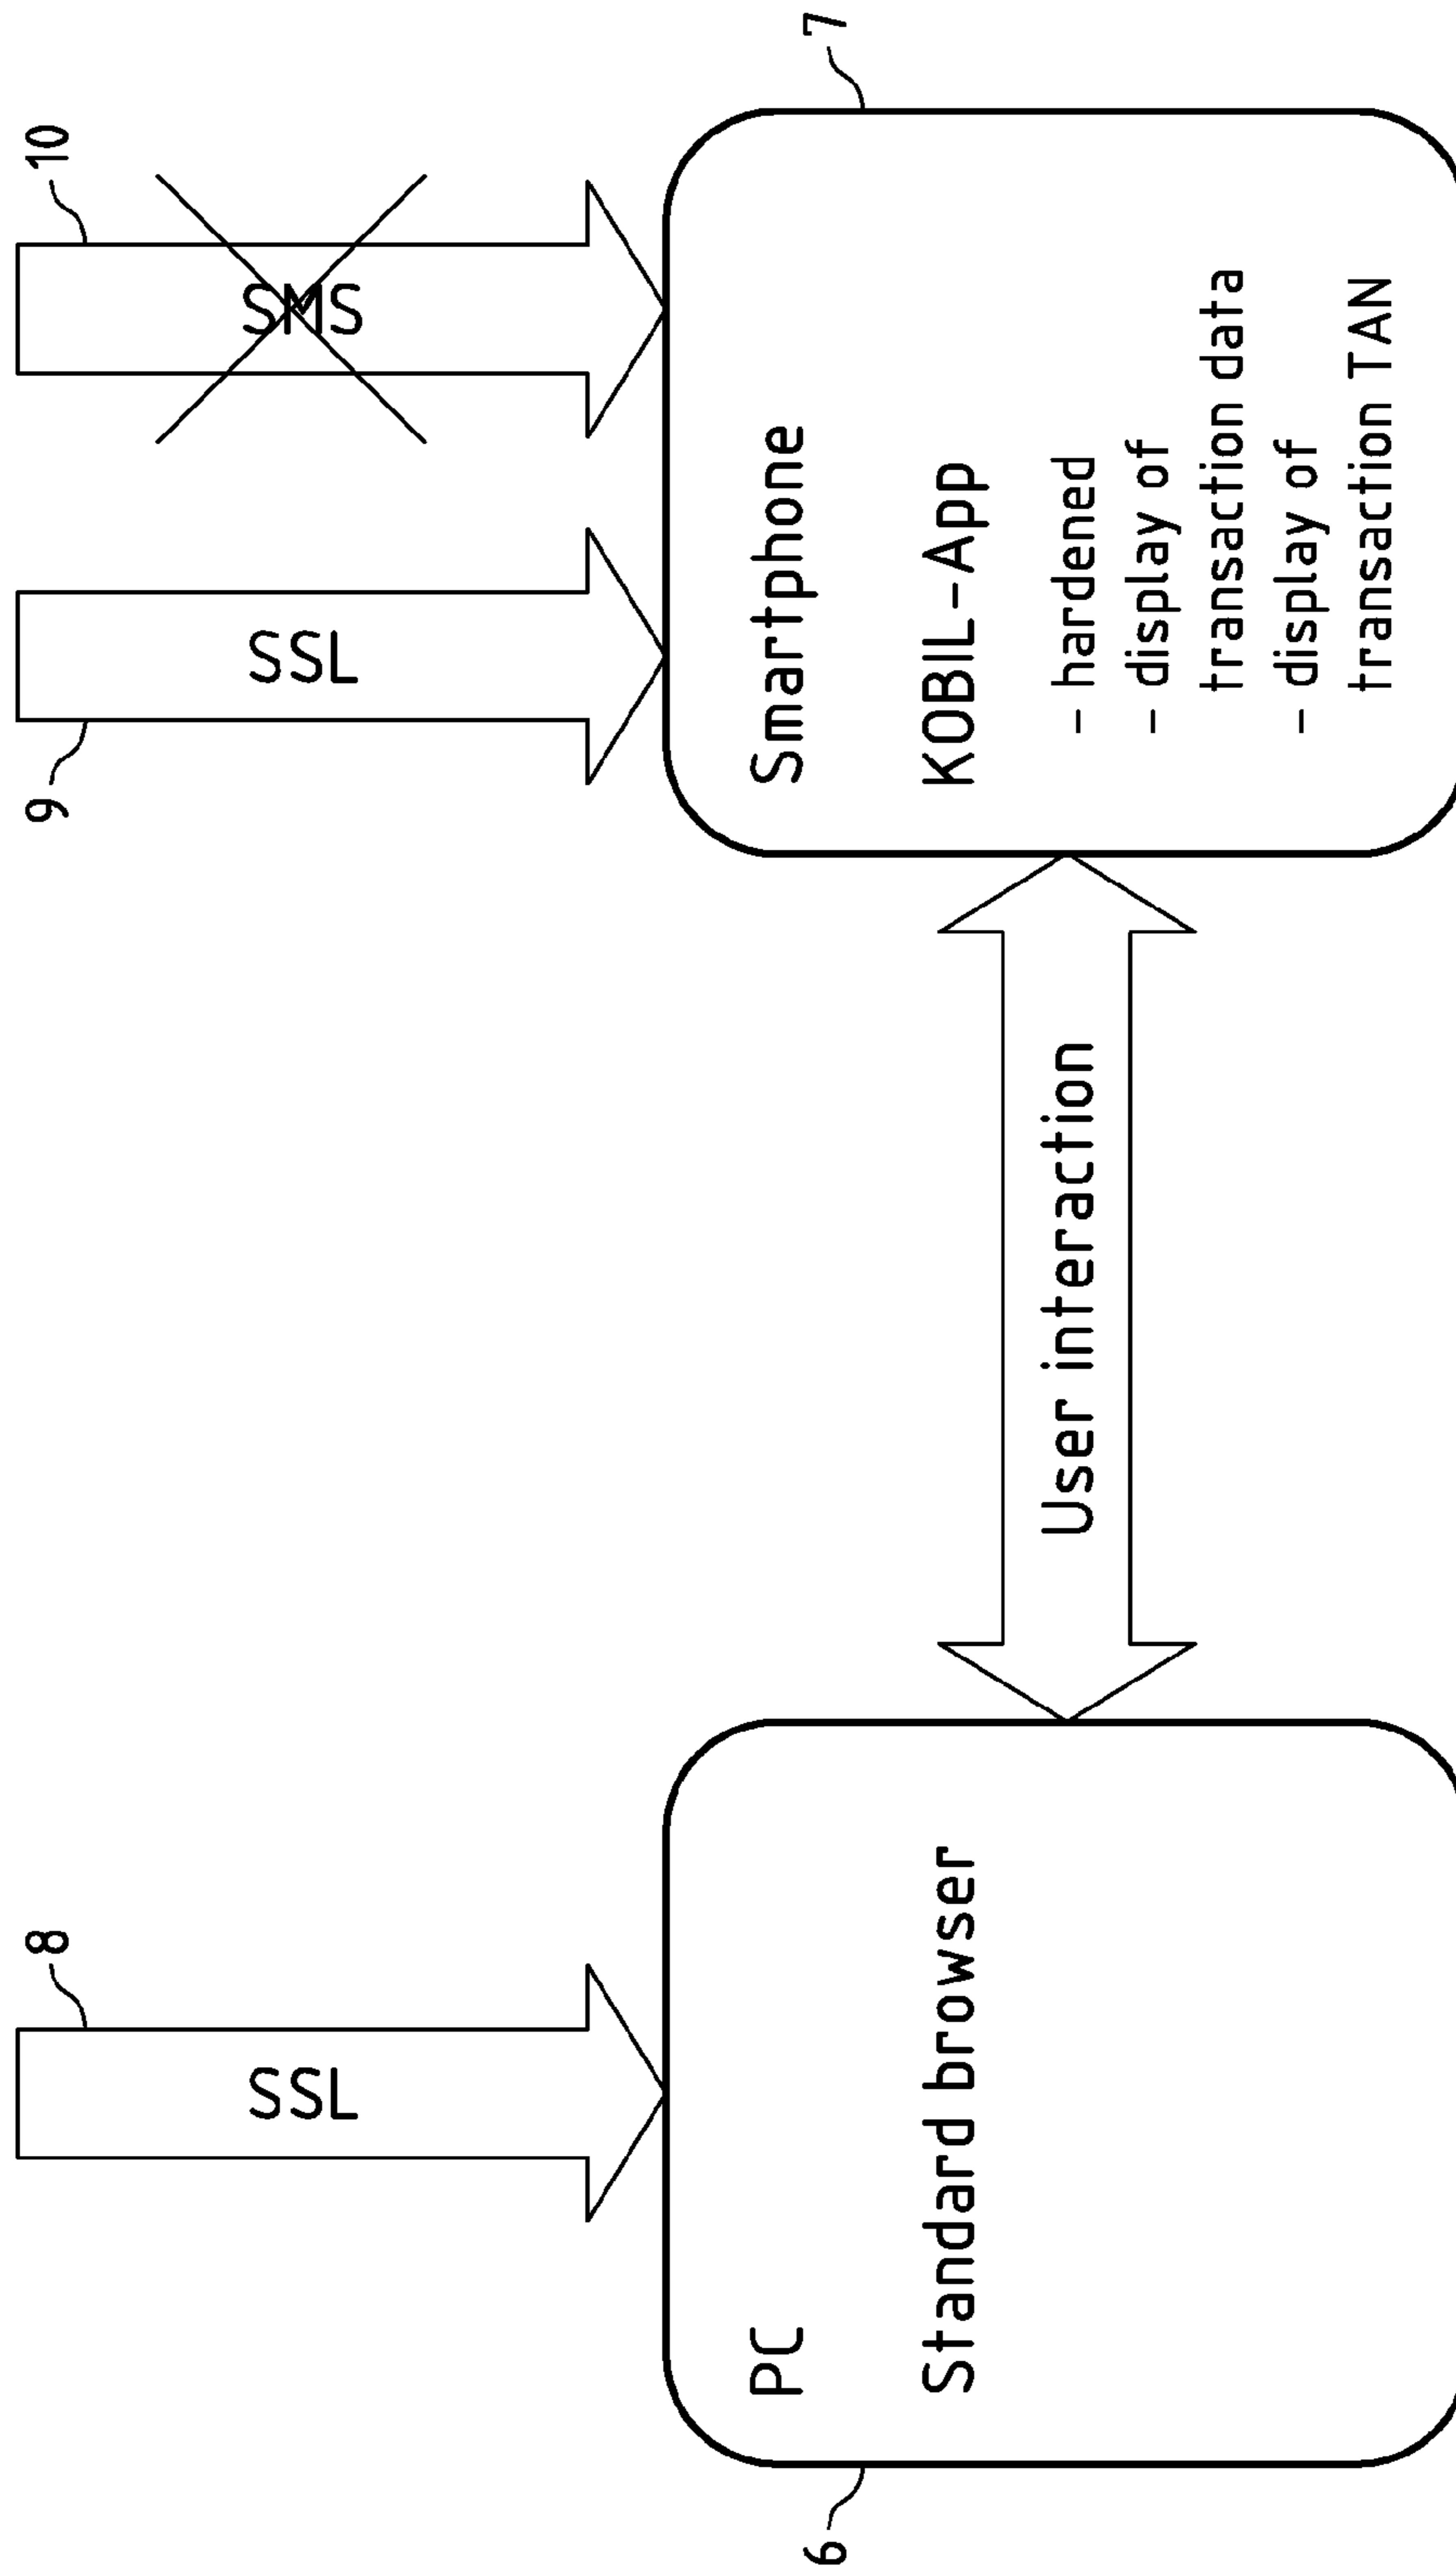 8
9
10
SSL
SSL
SMS
6
7
PC
Standard browser
User interaction
Smartphone
KOBIL-App
- hardened
- display of
transaction data
- display of
transaction TAN